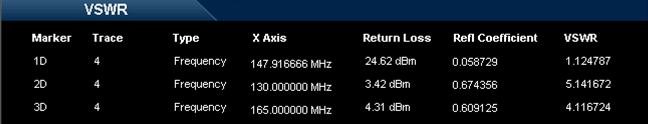 VSWR
Marker Trace Type X Axis Return Loss Refl Coefficient VSWR
1D 4 Frequency 147.916666 MHz 24.62 dBm 0.058729 1.124787
2D 4 Frequency 130.000000 MHz 3.42 dBm 0.674356 5.141672
3D 4 Frequency 165.000000 MHz 4.31 dBm 0.609125 4.116724